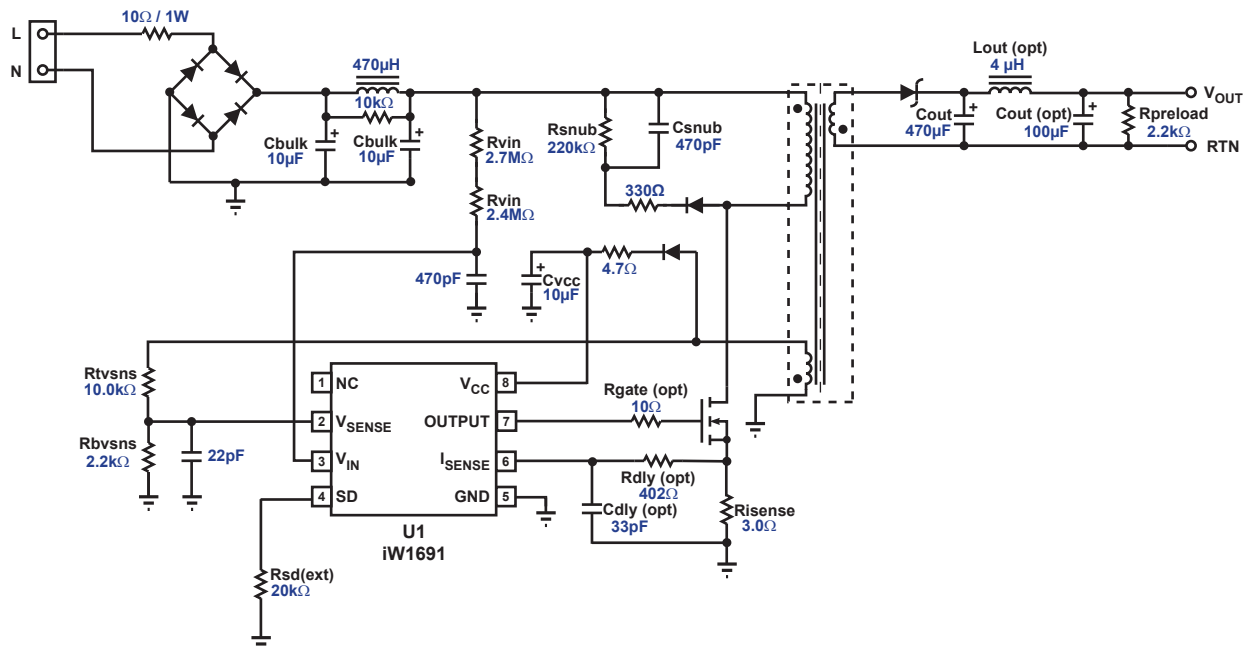 L
N
10Ω / 1W
470µH
10kΩ
Cbulk
10µF
+
Cbulk
10µF
+
Rvin
2.7MΩ
Rvin
2.4MΩ
470pF
Rsnub
220kΩ
Csnub
470pF
330Ω
Cvcc
10µF
+
4.7Ω
Lout (opt)
4 µH
Cout
470µF
+
Cout (opt)
100µF
+
Rpreload
2.2kΩ
VOUT
RTN
Rtvsns
10.0kΩ
Rbvsns
2.2kΩ
22pF
1 NC
2 VSENSE
3 VIN
4 SD
VCC 8
OUTPUT 7
ISENSE 6
GND 5
U1
iW1691
Rsd(ext)
20kΩ
Rgate (opt)
10Ω
Rdly (opt)
402Ω
Cdly (opt)
33pF
Risense
3.0Ω